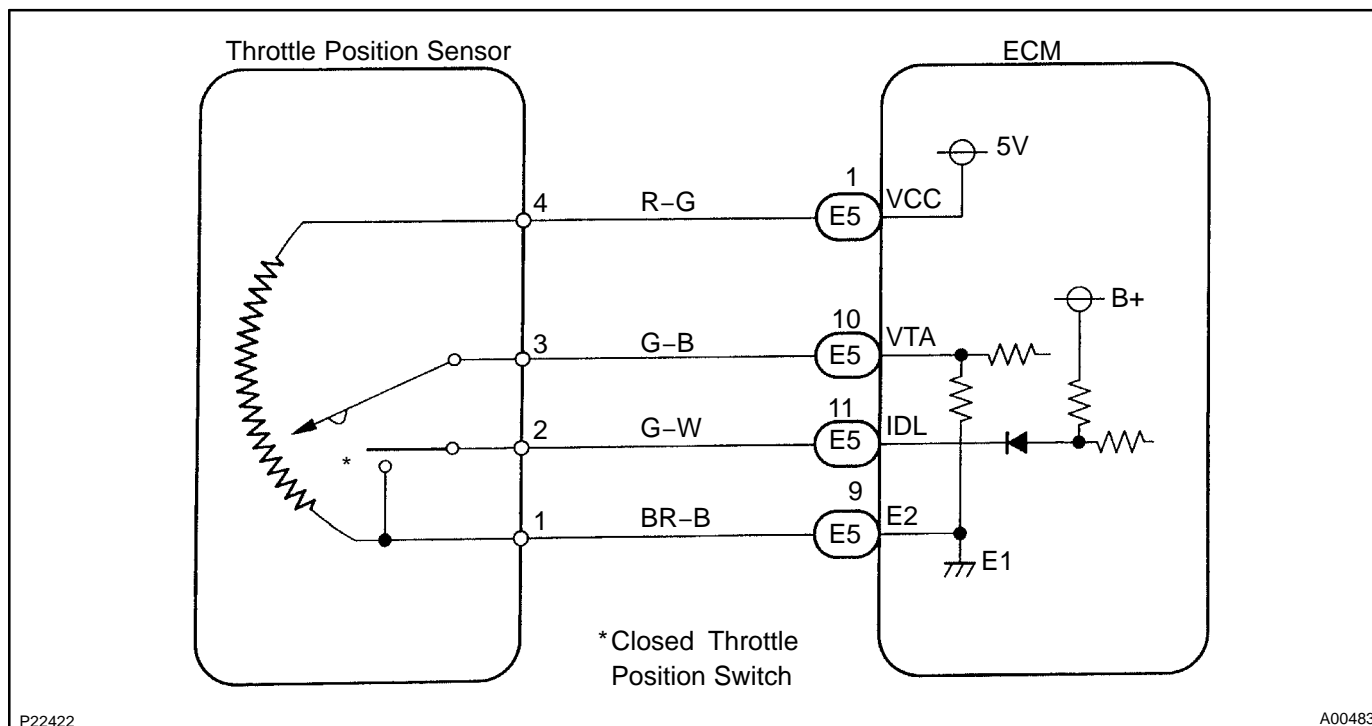 Throttle Position Sensor
ECM
5V
4
R–G
1
E5
VCC
B+
3
G–B
10
E5
VTA
2
G–W
11
E5
IDL
*
1
BR–B
9
E5
E2
E1
*Closed Throttle
Position Switch
P22422
A00483